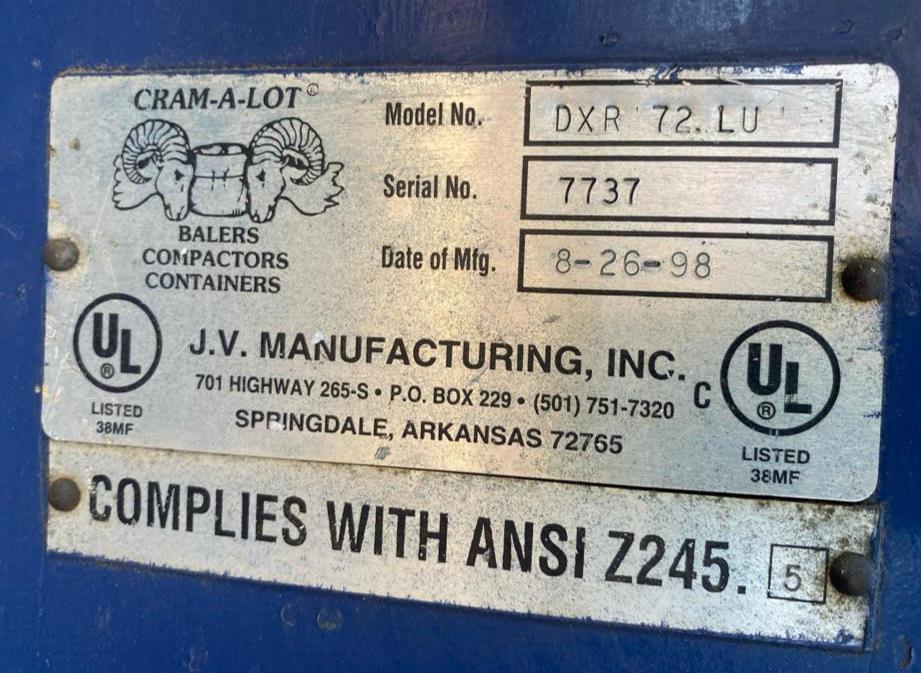 CRAM-A-LOT ©
BALERS
COMPACTORS
CONTAINERS
Model No. DXR 72 LU
Serial No. 7737
Date of Mfg. 8-26-98
UL ®
LISTED
38MF
J.V. MANUFACTURING, INC.
701 HIGHWAY 265-S • P.O. BOX 229 • (501) 751-7320
SPRINGDALE, ARKANSAS 72765
C UL ®
LISTED
38MF
COMPLIES WITH ANSI Z245. 5